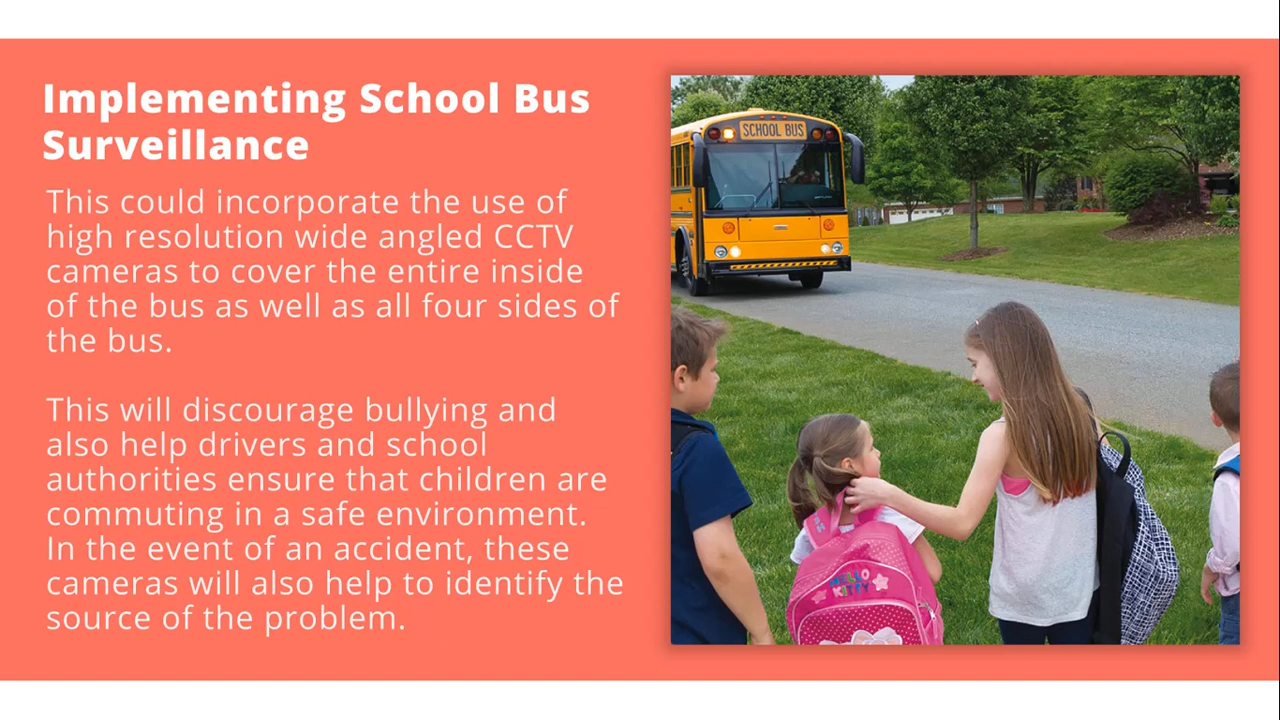 Implementing School Bus
Surveillance
This could incorporate the use of
high resolution wide angled CCTV
cameras to cover the entire inside
of the bus as well as all four sides of
the bus.
This will discourage bullying and
also help drivers and school
authorities ensure that children are
commuting in a safe environment.
In the event of an accident, these
cameras will also help to identify the
source of the problem.
SCHOOL BUS
HELLO
KITTY